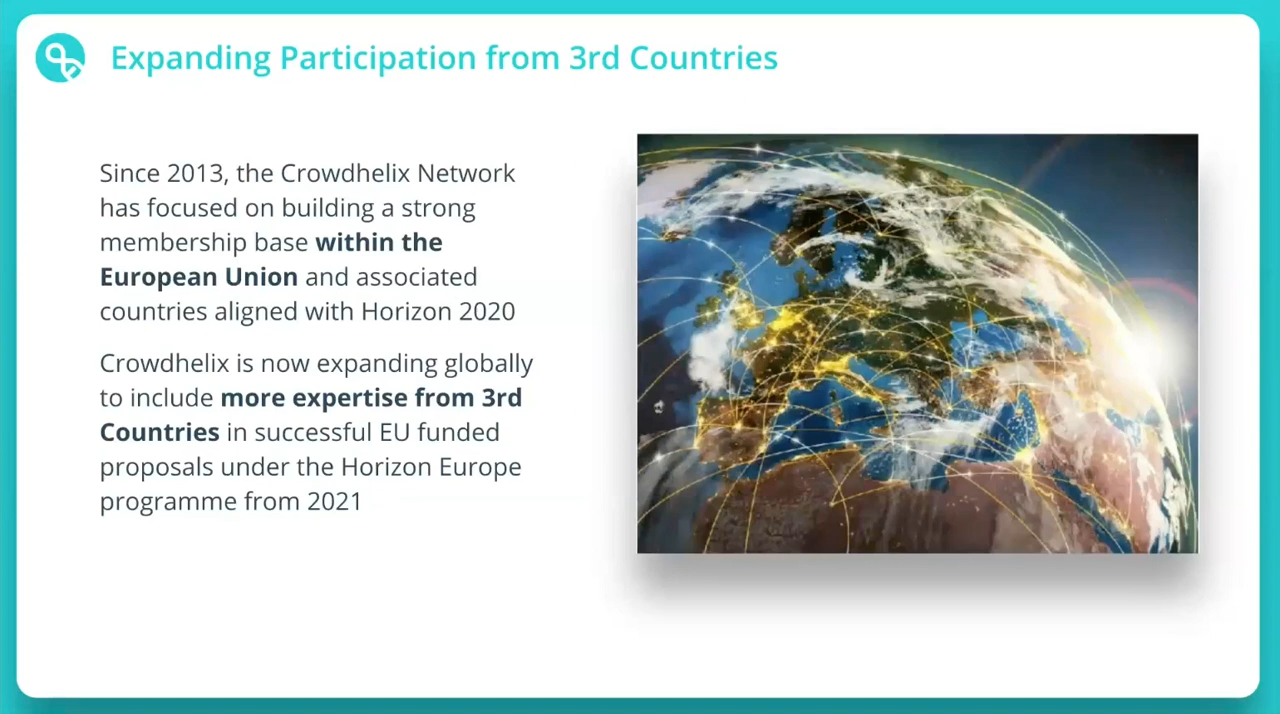 Expanding Participation from 3rd Countries
Since 2013, the Crowdhelix Network
has focused on building a strong
membership base within the
European Union and associated
countries aligned with Horizon 2020
Crowdhelix is now expanding globally
to include more expertise from 3rd
Countries in successful EU funded
proposals under the Horizon Europe
programme from 2021